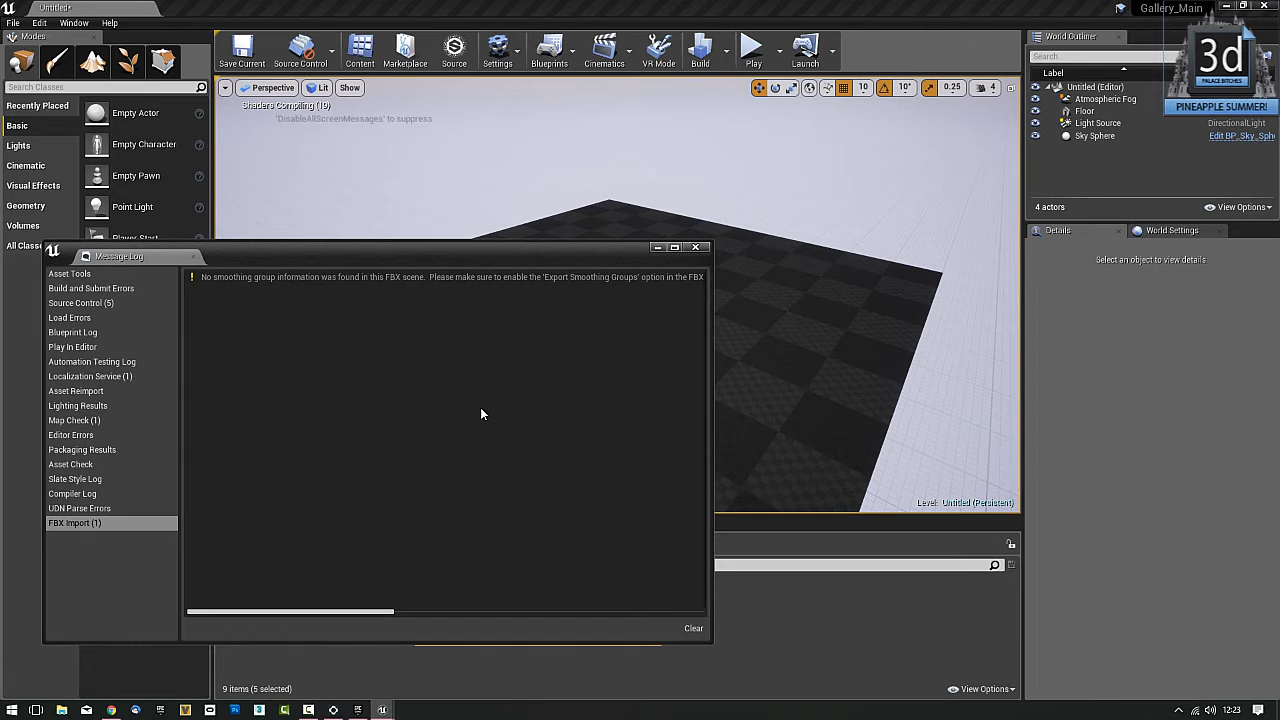 Untitled*
Gallery_Main
File Edit Window Help
Modes
Search Classes
Recently Placed
Basic
Lights
Cinematic
Visual Effects
Geometry
Volumes
All Classe
Empty Actor
Empty Character
Empty Pawn
Point Light
Player Start
Save Current
Source Control
Content
Marketplace
Source
Settings
Blueprints
Cinematics
VR Mode
Build
Play
Launch
Perspective Lit Show
10 10° 0.25 4
Shaders Compiling (19)
'DisableAllScreenMessages' to suppress
Level: Untitled (Persistent)
World Outliner
Search
Label
Untitled (Editor)
Atmospheric Fog
Floor
Light Source DirectionalLight
Sky Sphere Edit BP_Sky_Sph
4 actors View Options
3d
PALACE BITCHES
PINEAPPLE SUMMER!
Details World Settings
Select an object to view details.
Message Log
Asset Tools
Build and Submit Errors
Source Control (5)
Load Errors
Blueprint Log
Play In Editor
Automation Testing Log
Localization Service (1)
Asset Reimport
Lighting Results
Map Check (1)
Editor Errors
Packaging Results
Asset Check
Slate Style Log
Compiler Log
UDN Parse Errors
FBX Import (1)
No smoothing group information was found in this FBX scene. Please make sure to enable the 'Export Smoothing Groups' option in the FBX
Clear
9 items (5 selected) View Options
12:23